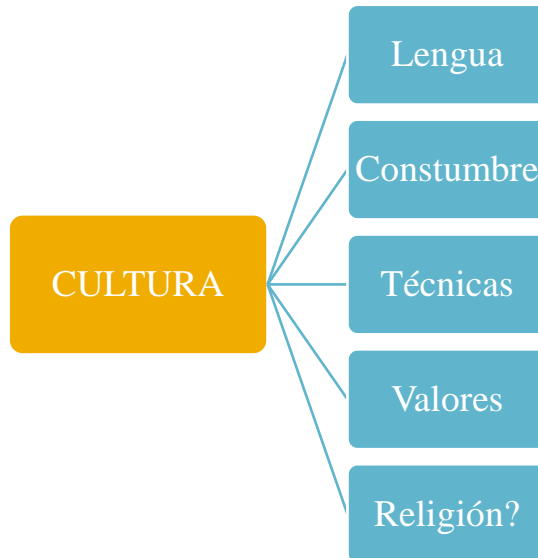 CULTURA
Lengua
Constumbre
Técnicas
Valores
Religión?